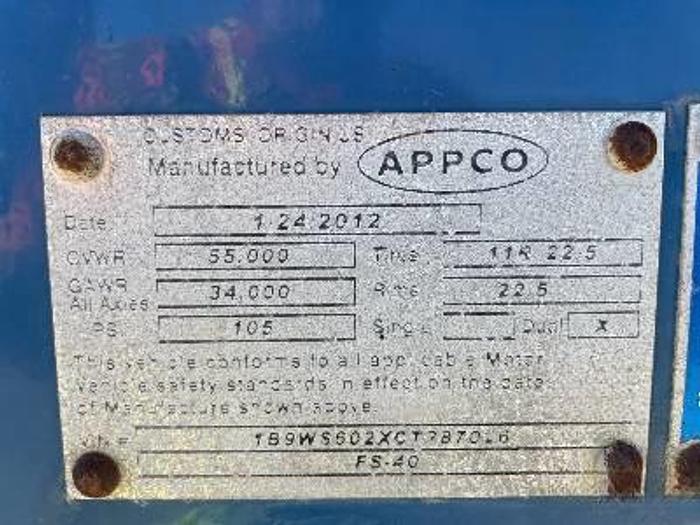 CUSTOMS ORIGIN US
Manufactured by APPCO
Date 1/24/2012
GVWR 55,000 Tires 11R 22.5
GAWR All Axles 34,000 Rims 22.5
PSI 105 Single Dual X
This vehicle conforms to all applicable Motor
Vehicle safety standards in effect on the date
of Manufacture shown above.
VIN #
FS-40